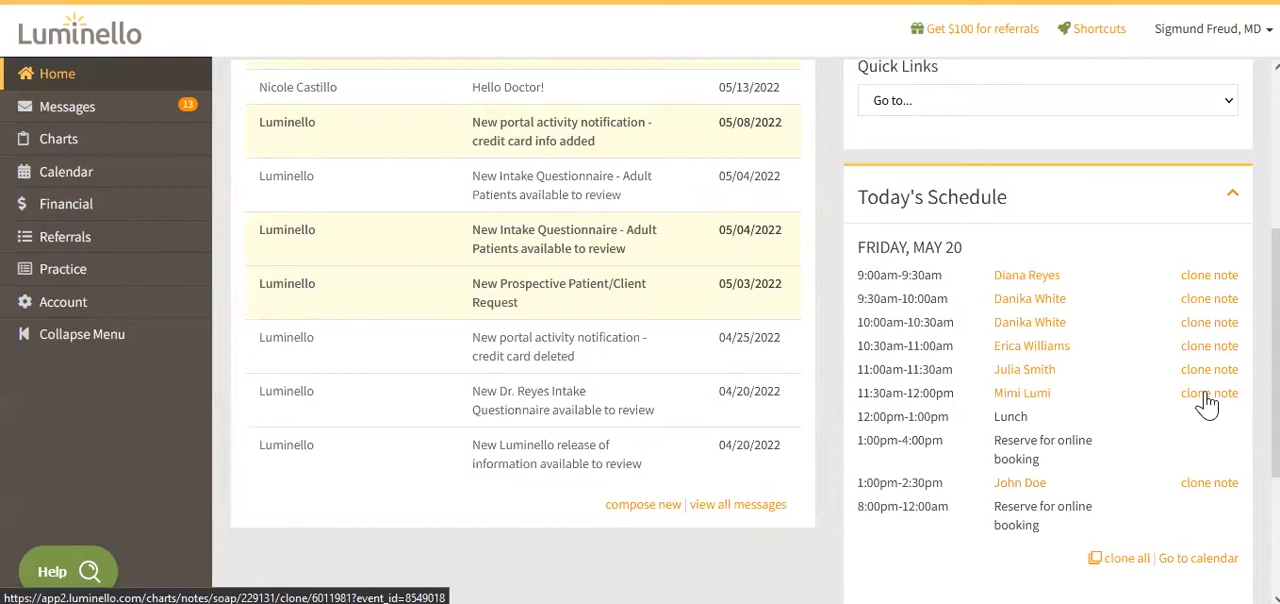 Luminello
Get $100 for referrals
Shortcuts
Sigmund Freud, MD
Home
Messages 13
Charts
Calendar
Financial
Referrals
Practice
Account
Collapse Menu
Help
Nicole Castillo Hello Doctor! 05/13/2022
Luminello New portal activity notification - 05/08/2022
credit card info added
Luminello New Intake Questionnaire - Adult 05/04/2022
Patients available to review
Luminello New Intake Questionnaire - Adult 05/04/2022
Patients available to review
Luminello New Prospective Patient/Client 05/03/2022
Request
Luminello New portal activity notification - 04/25/2022
credit card deleted
Luminello New Dr. Reyes Intake 04/20/2022
Questionnaire available to review
Luminello New Luminello release of 04/20/2022
information available to review
compose new | view all messages
Quick Links
Go to...
Today's Schedule
FRIDAY, MAY 20
9:00am-9:30am Diana Reyes clone note
9:30am-10:00am Danika White clone note
10:00am-10:30am Danika White clone note
10:30am-11:00am Erica Williams clone note
11:00am-11:30am Julia Smith clone note
11:30am-12:00pm Mimi Lumi clone note
12:00pm-1:00pm Lunch
1:00pm-4:00pm Reserve for online
booking
1:00pm-2:30pm John Doe clone note
8:00pm-12:00am Reserve for online
booking
clone all | Go to calendar
https://app2.luminello.com/charts/notes/soap/229131/clone/6011981?event_id=8549018